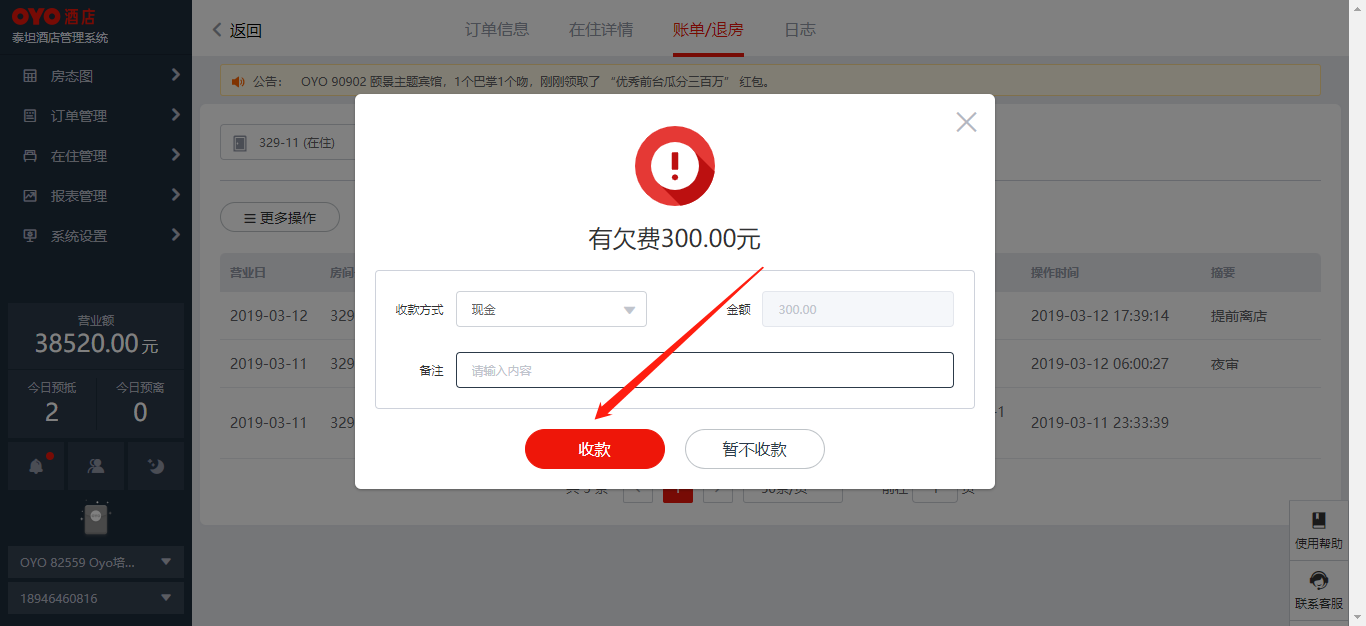 OYO 酒店
泰坦酒店管理系统
房态图
订单管理
在住管理
报表管理
系统设置
营业额
38520.00元
今日预抵
2
今日预离
0
OYO 82559 Oyo培...
18946460816
返回
订单信息
在住详情
账单/退房
日志
公告: OYO 90902 颐景主题宾馆，1个巴掌1个吻，刚刚领取了 “优秀前台瓜分三百万” 红包。
329-11 (在住)
更多操作
营业日
房间
操作时间
摘要
2019-03-12 329
2019-03-12 17:39:14 提前离店
2019-03-11 329
2019-03-12 06:00:27 夜审
2019-03-11 329
-1
2019-03-11 23:33:39
有欠费300.00元
收款方式
现金
金额
300.00
备注
请输入内容
收款
暂不收款
使用帮助
联系客服